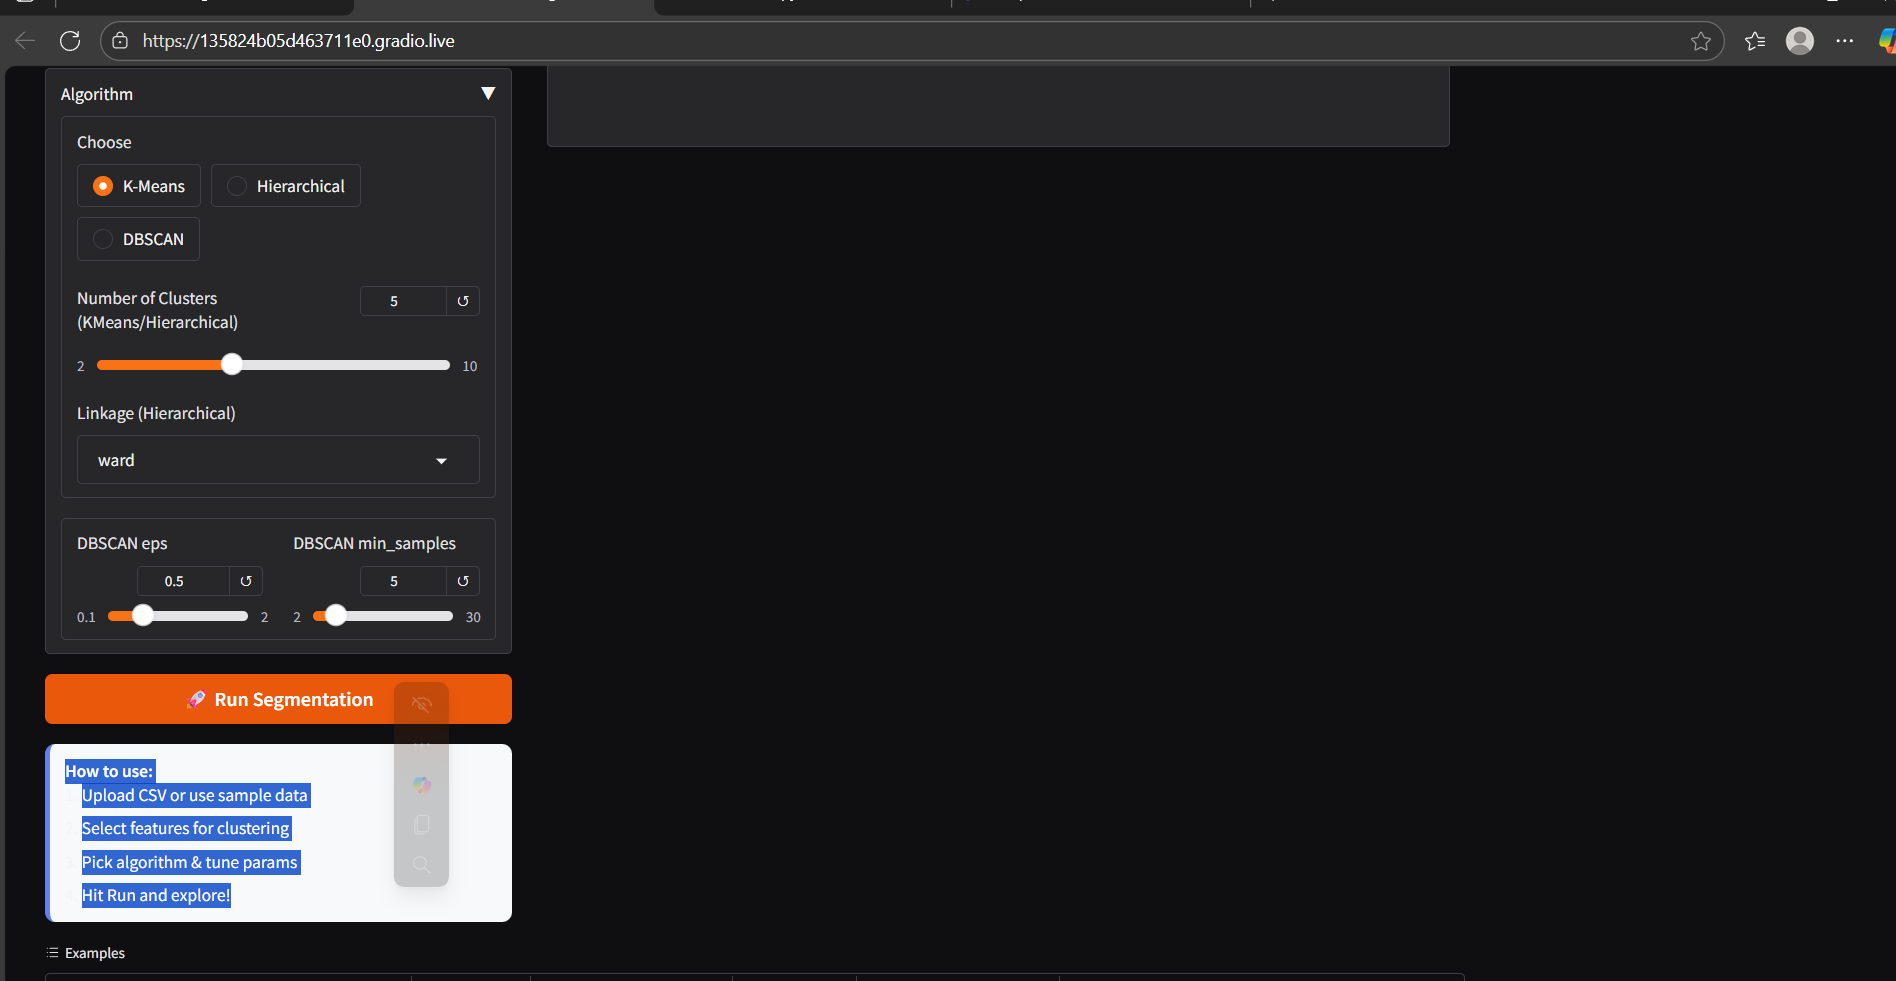 https://135824b05d463711e0.gradio.live
Algorithm
Choose
K-Means
Hierarchical
DBSCAN
Number of Clusters
(KMeans/Hierarchical)
5
2
10
Linkage (Hierarchical)
ward
DBSCAN eps
DBSCAN min_samples
0.5
5
0.1
2
2
30
🚀 Run Segmentation
How to use:
Upload CSV or use sample data
Select features for clustering
Pick algorithm & tune params
Hit Run and explore!
Examples